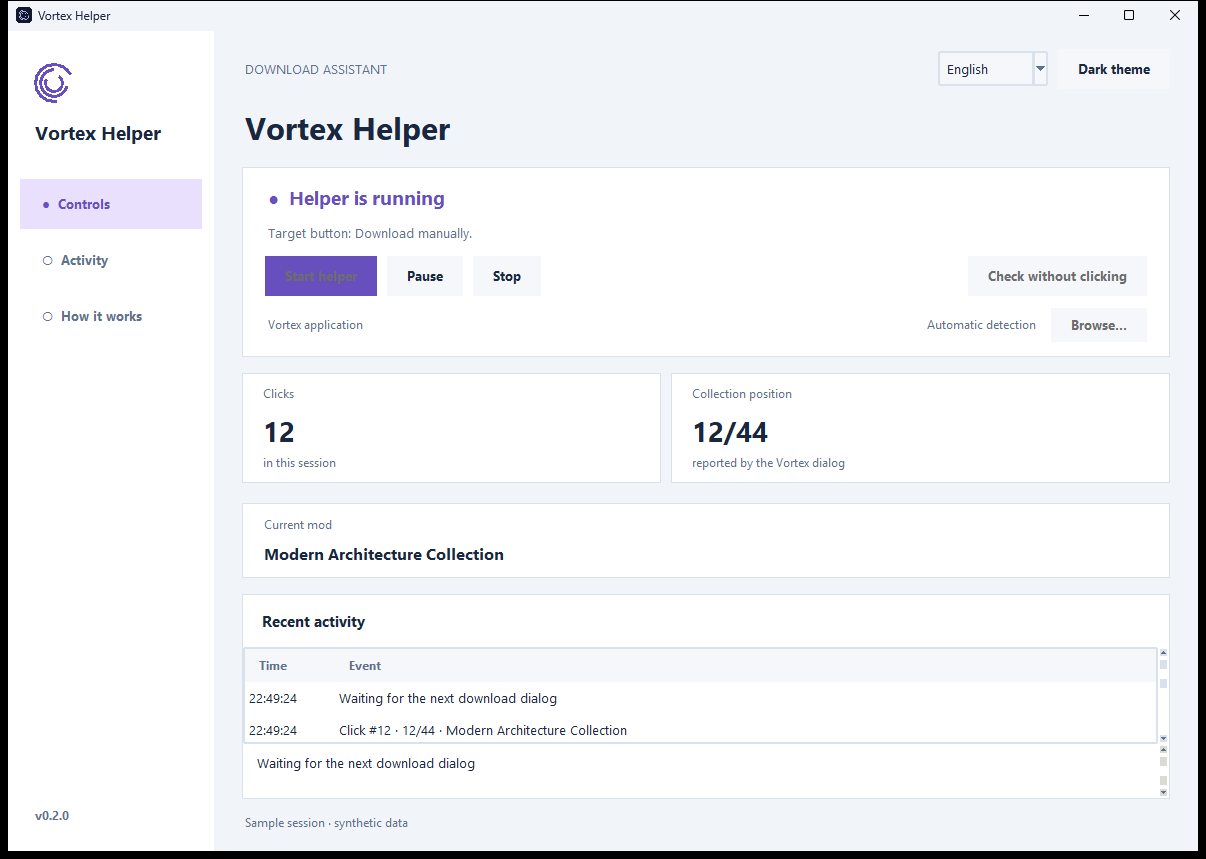 Vortex Helper
Vortex Helper
Controls
Activity
How it works
v0.2.0
DOWNLOAD ASSISTANT
English
Dark theme
Vortex Helper
Helper is running
Target button: Download manually.
Start helper
Pause
Stop
Check without clicking
Vortex application
Automatic detection
Browse...
Clicks
12
in this session
Collection position
12/44
reported by the Vortex dialog
Current mod
Modern Architecture Collection
Recent activity
Time Event
22:49:24 Waiting for the next download dialog
22:49:24 Click #12 · 12/44 · Modern Architecture Collection
Waiting for the next download dialog
Sample session · synthetic data